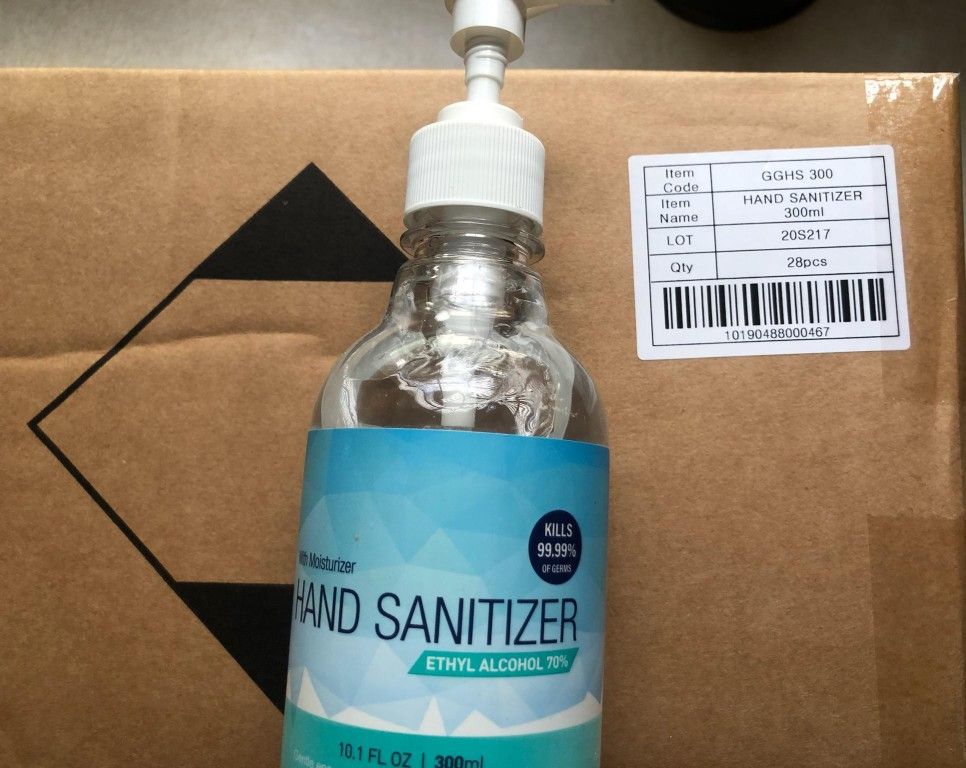 Item Code
GGHS 300
Item Name
HAND SANITIZER 300ml
LOT
20S217
Qty
28pcs
10190488000467
KILLS
99.99%
OF GERMS
With Moisturizer
HAND SANITIZER
ETHYL ALCOHOL 70%
10.1 FL OZ | 300ml
Gentle